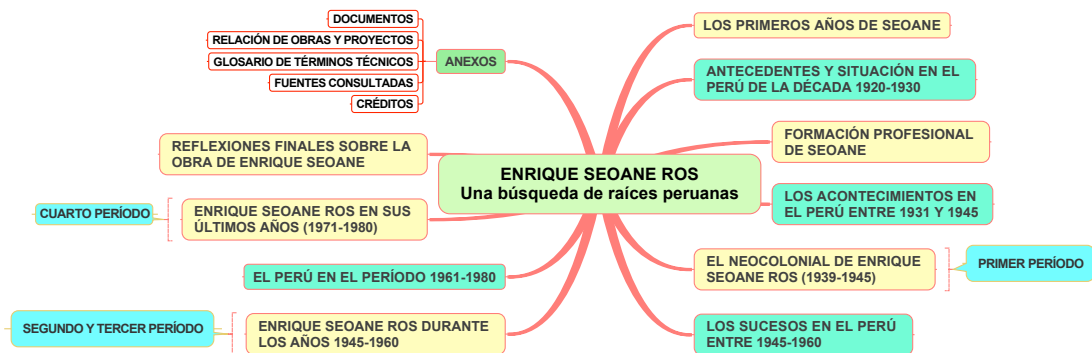 DOCUMENTOS
RELACIÓN DE OBRAS Y PROYECTOS
GLOSARIO DE TÉRMINOS TÉCNICOS
FUENTES CONSULTADAS
CRÉDITOS
ANEXOS
LOS PRIMEROS AÑOS DE SEOANE
ANTECEDENTES Y SITUACIÓN EN EL
PERÚ DE LA DÉCADA 1920-1930
FORMACIÓN PROFESIONAL
DE SEOANE
REFLEXIONES FINALES SOBRE LA
OBRA DE ENRIQUE SEOANE
ENRIQUE SEOANE ROS
Una búsqueda de raíces peruanas
LOS ACONTECIMIENTOS EN
EL PERÚ ENTRE 1931 Y 1945
CUARTO PERÍODO
ENRIQUE SEOANE ROS EN SUS
ÚLTIMOS AÑOS (1971-1980)
EL NEOCOLONIAL DE ENRIQUE
SEOANE ROS (1939-1945)
PRIMER PERÍODO
EL PERÚ EN EL PERÍODO 1961-1980
SEGUNDO Y TERCER PERÍODO
ENRIQUE SEOANE ROS DURANTE
LOS AÑOS 1945-1960
LOS SUCESOS EN EL PERÚ
ENTRE 1945-1960